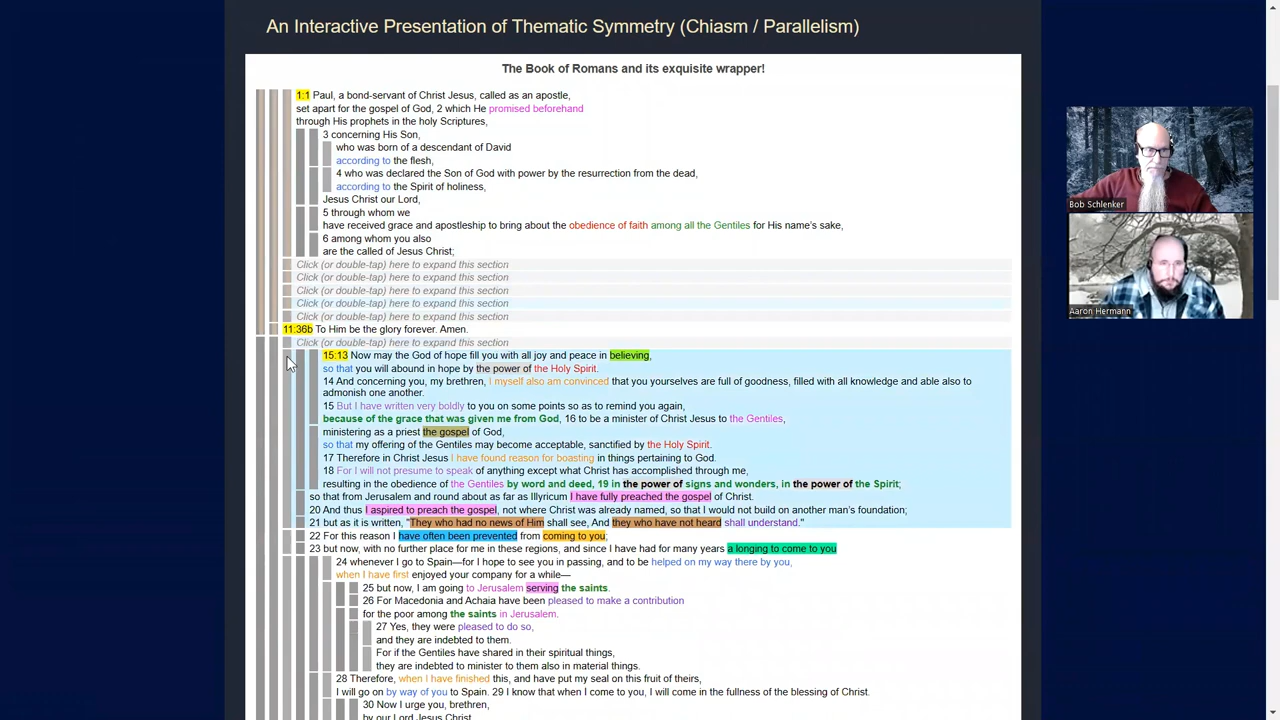 An Interactive Presentation of Thematic Symmetry (Chiasm / Parallelism)
The Book of Romans and its exquisite wrapper!
1:1 Paul, a bond-servant of Christ Jesus, called as an apostle,
set apart for the gospel of God, 2 which He promised beforehand
through His prophets in the holy Scriptures,
3 concerning His Son,
who was born of a descendant of David
according to the flesh,
4 who was declared the Son of God with power by the resurrection from the dead,
according to the Spirit of holiness,
Jesus Christ our Lord,
5 through whom we
have received grace and apostleship to bring about the obedience of faith among all the Gentiles for His name's sake,
6 among whom you also
are the called of Jesus Christ;
Click (or double-tap) here to expand this section
Click (or double-tap) here to expand this section
Click (or double-tap) here to expand this section
Click (or double-tap) here to expand this section
Click (or double-tap) here to expand this section
11:36b To Him be the glory forever. Amen.
Click (or double-tap) here to expand this section
15:13 Now may the God of hope fill you with all joy and peace in believing,
so that you will abound in hope by the power of the Holy Spirit.
14 And concerning you, my brethren, I myself also am convinced that you yourselves are full of goodness, filled with all knowledge and able also to
admonish one another.
15 But I have written very boldly to you on some points so as to remind you again,
because of the grace that was given me from God, 16 to be a minister of Christ Jesus to the Gentiles,
ministering as a priest the gospel of God,
so that my offering of the Gentiles may become acceptable, sanctified by the Holy Spirit.
17 Therefore in Christ Jesus I have found reason for boasting in things pertaining to God.
18 For I will not presume to speak of anything except what Christ has accomplished through me,
resulting in the obedience of the Gentiles by word and deed, 19 in the power of signs and wonders, in the power of the Spirit;
so that from Jerusalem and round about as far as Illyricum I have fully preached the gospel of Christ.
20 And thus I aspired to preach the gospel, not where Christ was already named, so that I would not build on another man's foundation;
21 but as it is written, "They who had no news of Him shall see, And they who have not heard shall understand."
22 For this reason I have often been prevented from coming to you;
23 but now, with no further place for me in these regions, and since I have had for many years a longing to come to you
24 whenever I go to Spain—for I hope to see you in passing, and to be helped on my way there by you,
when I have first enjoyed your company for a while—
25 but now, I am going to Jerusalem serving the saints.
26 For Macedonia and Achaia have been pleased to make a contribution
for the poor among the saints in Jerusalem.
27 Yes, they were pleased to do so,
and they are indebted to them.
For if the Gentiles have shared in their spiritual things,
they are indebted to minister to them also in material things.
28 Therefore, when I have finished this, and have put my seal on this fruit of theirs,
I will go on by way of you to Spain. 29 I know that when I come to you, I will come in the fullness of the blessing of Christ.
30 Now I urge you, brethren,
by our Lord Jesus Christ
Bob Schlenker
Aaron Hermann